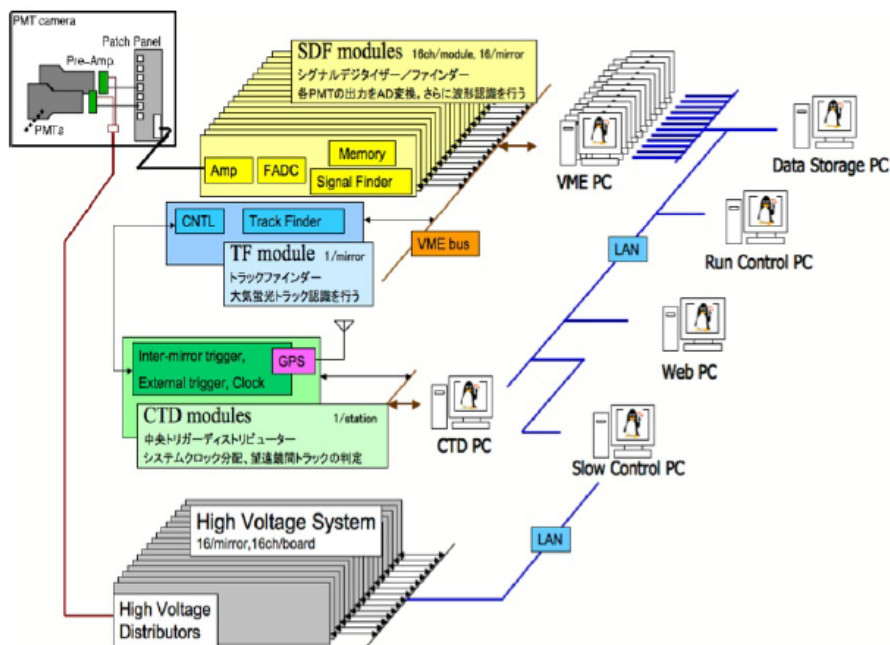 PMT camera
Patch Panel
Pre-Amp.
PMTs
SDF modules 16ch/module, 16/mirror
シグナルデジタイザー／ファインダー
各PMTの出力をAD変換。さらに波形認識を行う
Memory
Amp
FADC
Signal Finder
CNTL
Track Finder
TF module 1/mirror
トラックファインダー
大気蛍光トラック認識を行う
VME bus
VME PC
Data Storage PC
LAN
Run Control PC
Web PC
Inter-mirror trigger,
GPS
External trigger, Clock
CTD modules 1/station
中央トリガーディストリビューター
システムクロック分配、望遠鏡間トラックの判定
CTD PC
Slow Control PC
High Voltage System
16/mirror,16ch/board
LAN
High Voltage
Distributors